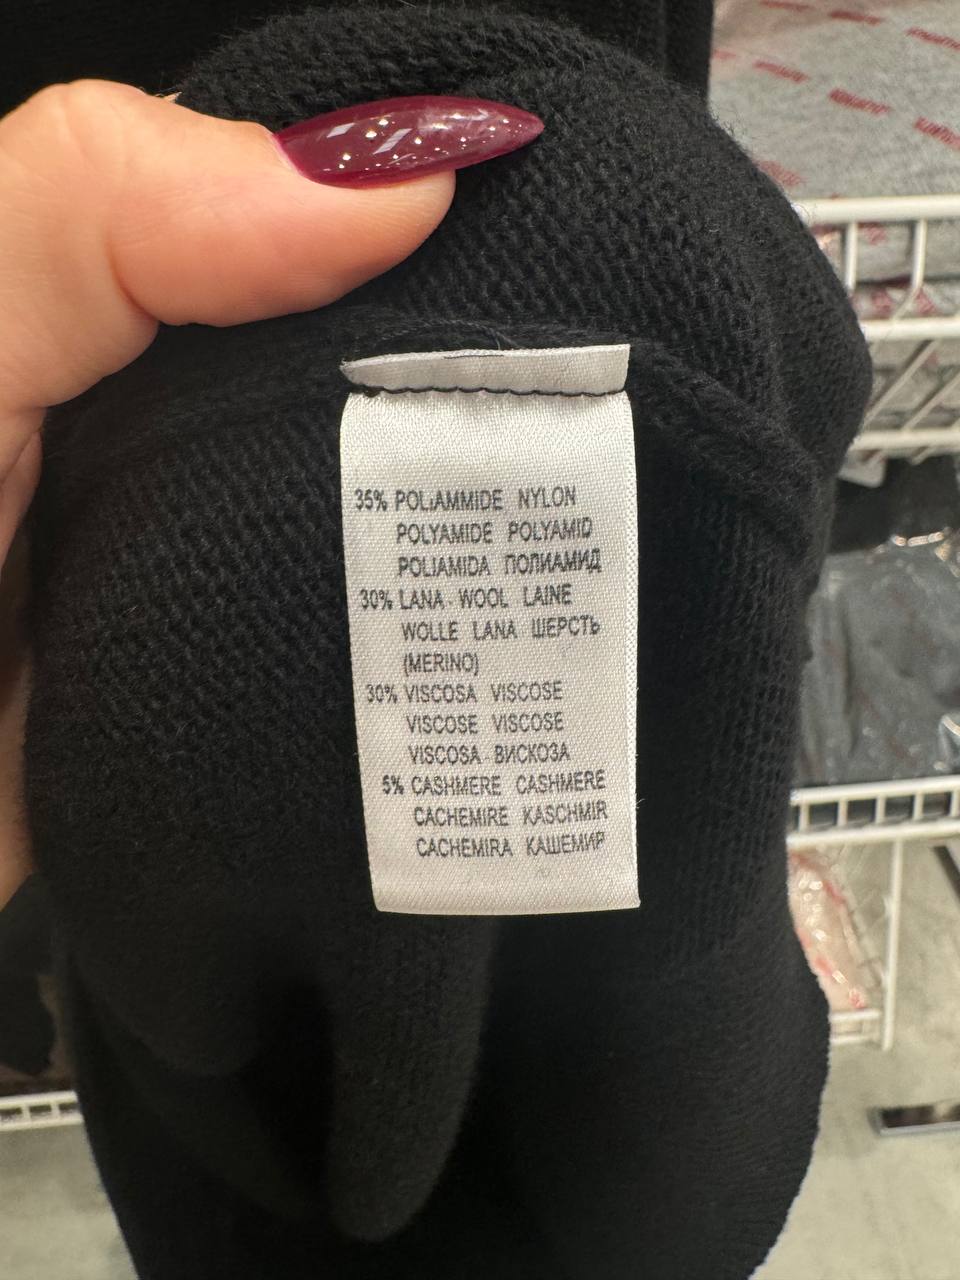 35% POLIAMMIDE NYLON
POLYAMIDE POLYAMID
POLIAMIDA ПОЛИАМИД
30% LANA WOOL LAINE
WOLLE LANA ШЕРСТЬ
(MERINO)
30% VISCOSA VISCOSE
VISCOSE VISCOSE
VISCOSA ВИСКОЗА
5% CASHMERE CASHMERE
CACHEMIRE KASCHMIR
CACHEMIRA КАШЕМИР